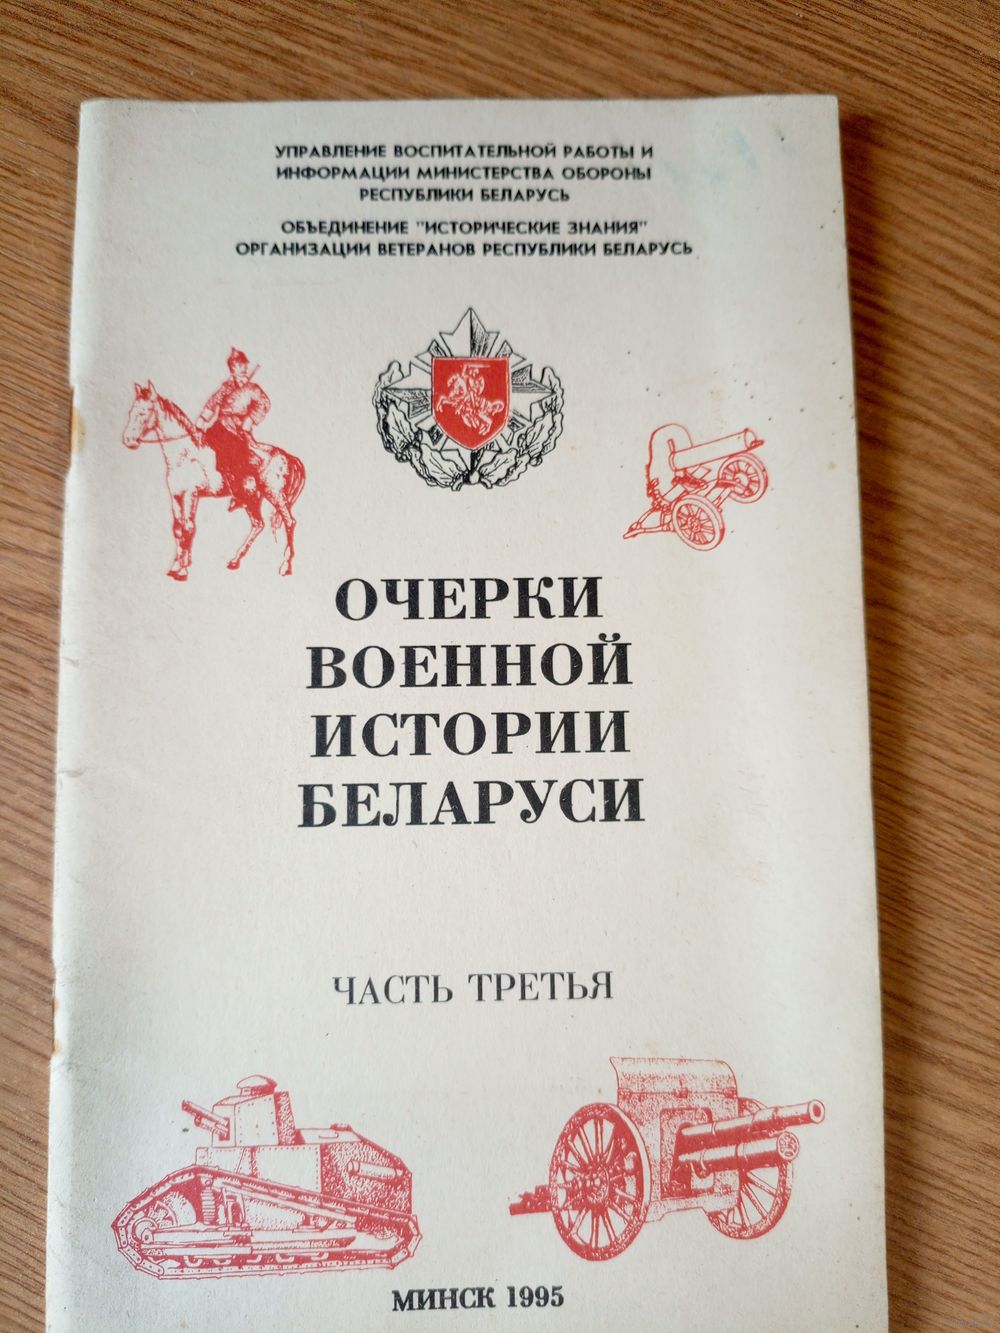 УПРАВЛЕНИЕ ВОСПИТАТЕЛЬНОЙ РАБОТЫ И
ИНФОРМАЦИИ МИНИСТЕРСТВА ОБОРОНЫ
РЕСПУБЛИКИ БЕЛАРУСЬ
ОБЪЕДИНЕНИЕ "ИСТОРИЧЕСКИЕ ЗНАНИЯ"
ОРГАНИЗАЦИИ ВЕТЕРАНОВ РЕСПУБЛИКИ БЕЛАРУСЬ
ОЧЕРКИ
ВОЕННОЙ
ИСТОРИИ
БЕЛАРУСИ
ЧАСТЬ ТРЕТЬЯ
МИНСК 1995